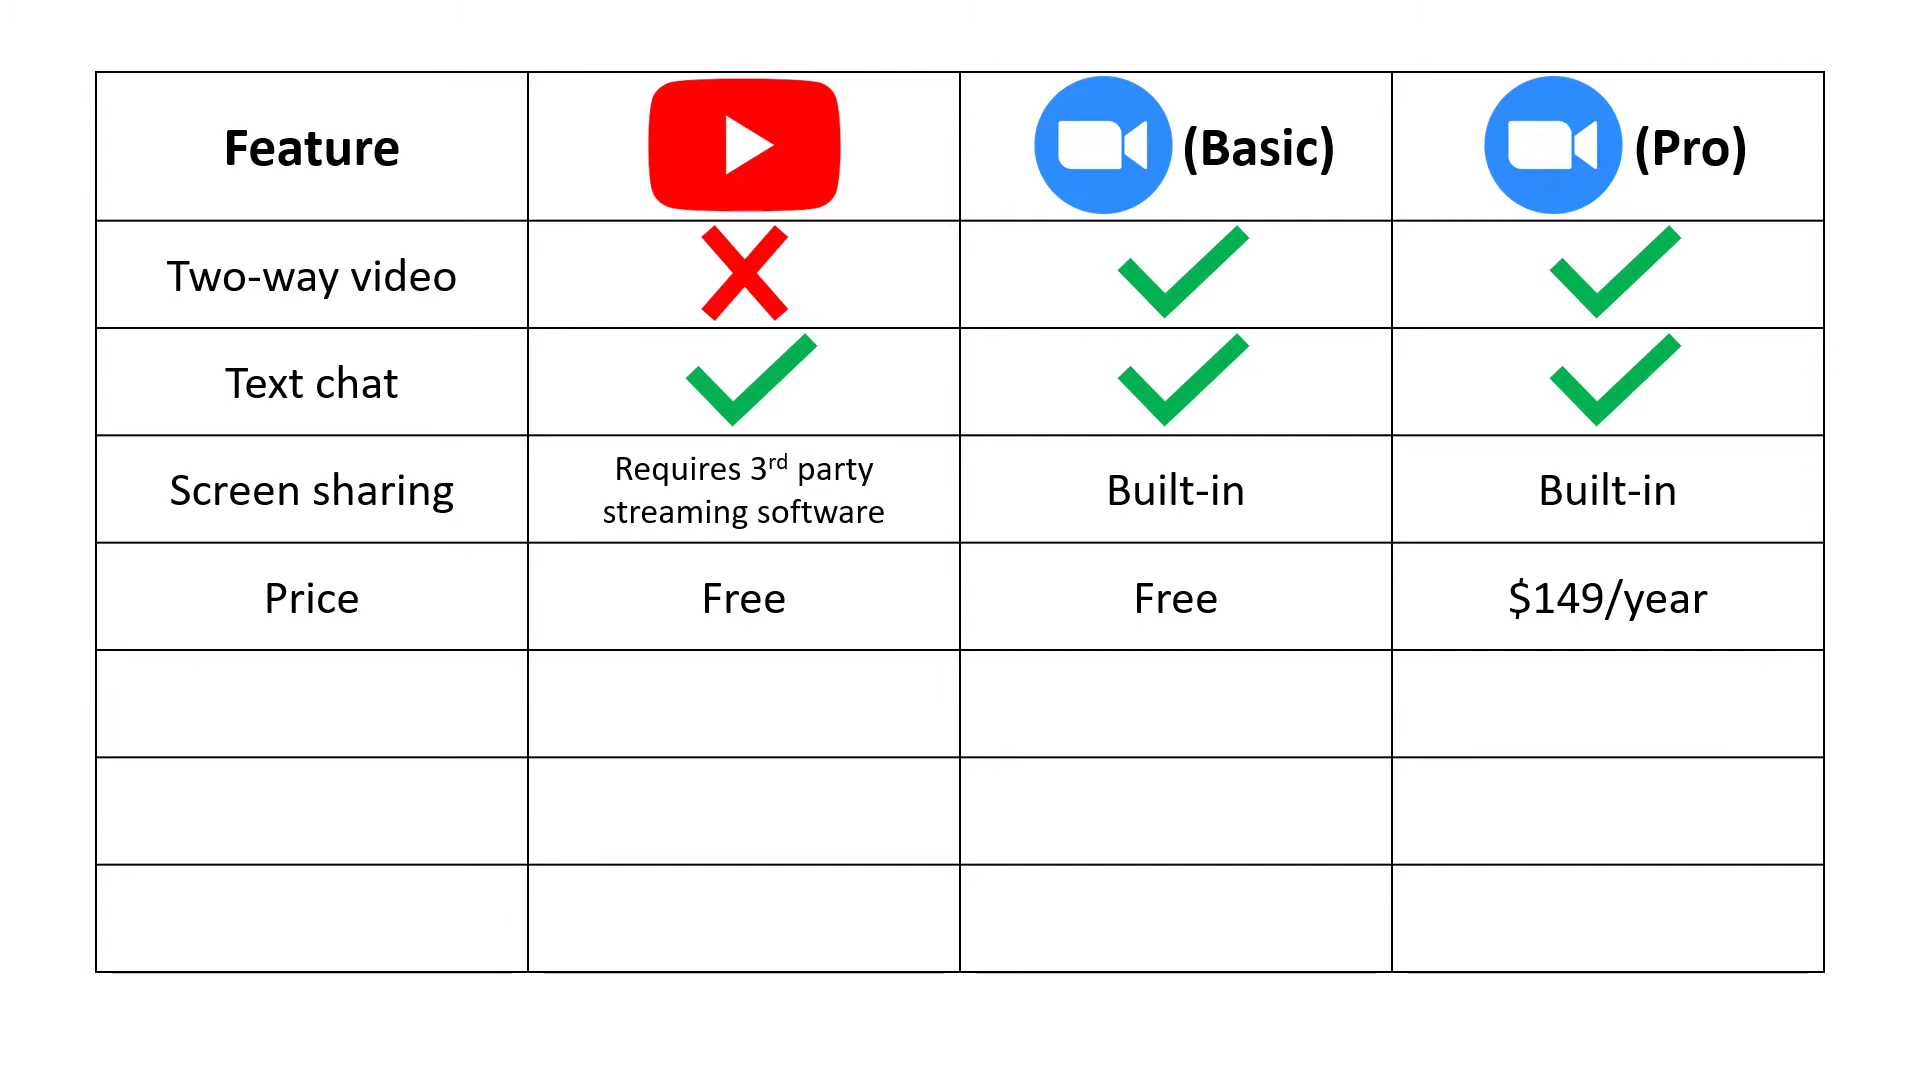 Feature
(Basic)
(Pro)
Two-way video
Text chat
Screen sharing
Requires 3rd party
streaming software
Built-in
Built-in
Price
Free
Free
$149/year